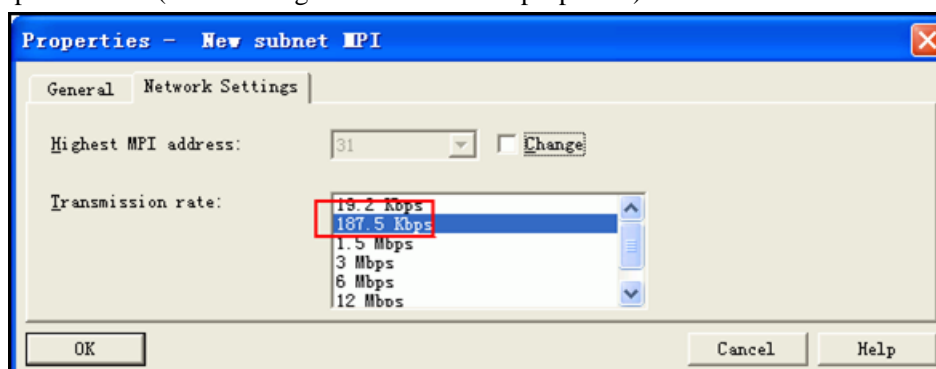 Properties - New subnet MPI
General Network Settings
Highest MPI address: 31 Change
Transmission rate:
19.2 Kbps
187.5 Kbps
1.5 Mbps
3 Mbps
6 Mbps
12 Mbps
OK Cancel Help